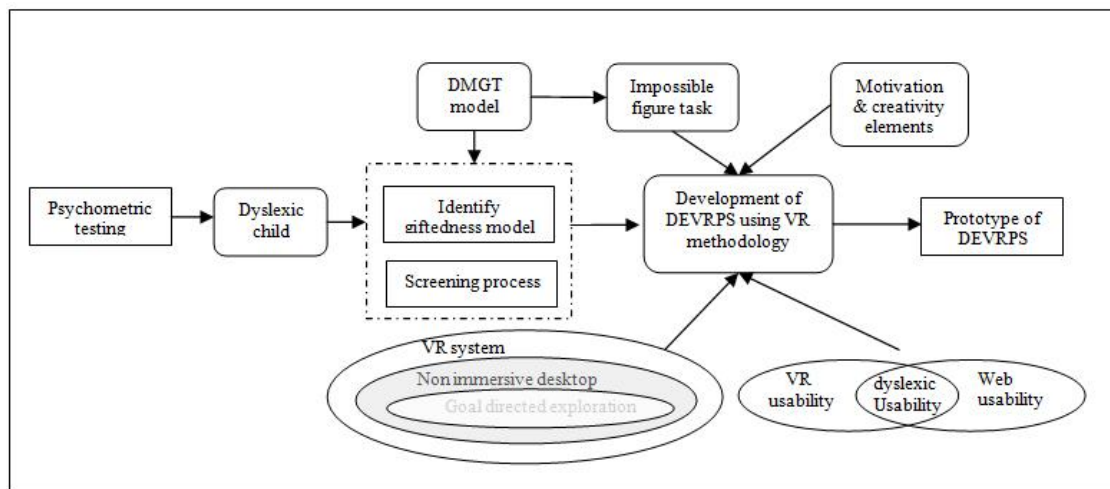 DMGT
model
Impossible
figure task
Motivation
& creativity
elements
Psychometric
testing
Dyslexic
child
Identify
giftedness model
Screening process
Development of
DEVRPS using VR
methodology
Prototype of
DEVRPS
VR system
Non immersive desktop
Goal directed exploration
VR
usability
dyslexic
Usability
Web
usability